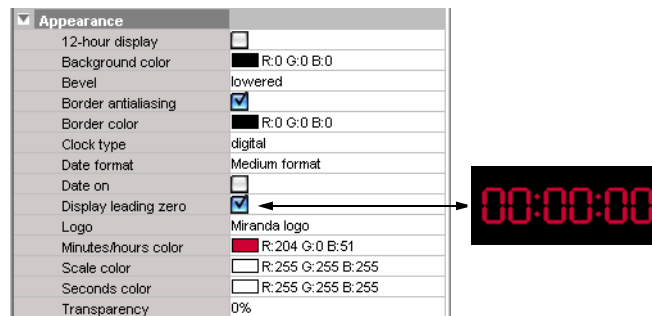 Appearance
12-hour display
Background color R:0 G:0 B:0
Bevel lowered
Border antialiasing
Border color R:0 G:0 B:0
Clock type digital
Date format Medium format
Date on
Display leading zero
00:00:00
Logo Miranda logo
Minutes/hours color R:204 G:0 B:51
Scale color R:255 G:255 B:255
Seconds color R:255 G:255 B:255
Transparency 0%